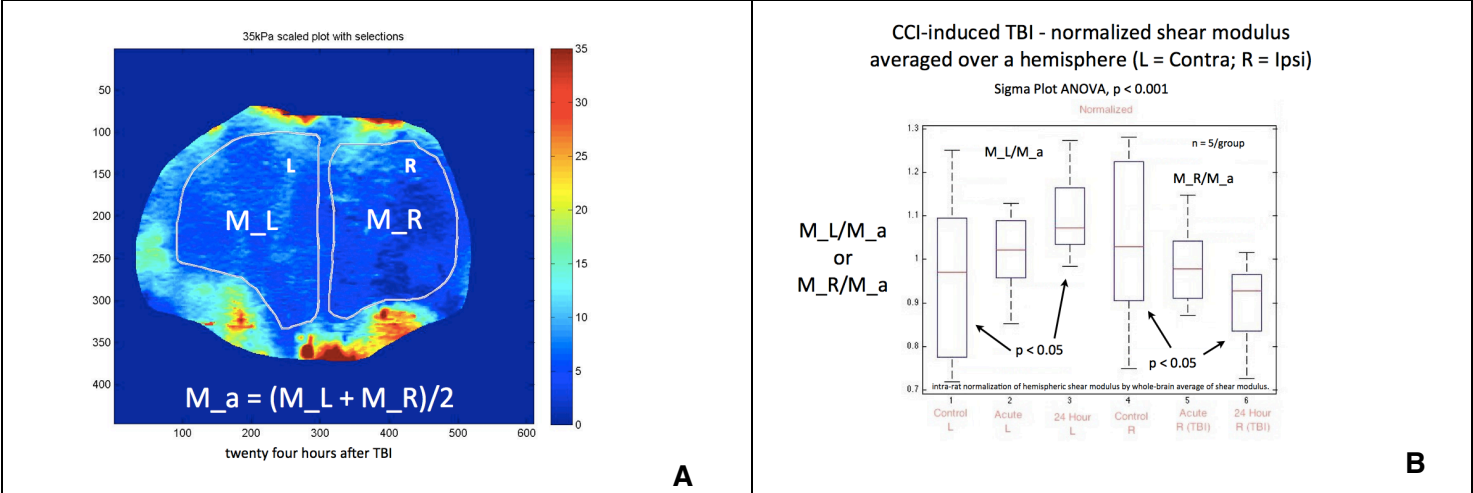 35kPa scaled plot with selections
50
100
150
200
250
300
350
400
100
200
300
400
500
600
35
30
25
20
15
10
5
0
L
R
M_L
M_R
M_a = (M_L + M_R)/2
twenty four hours after TBI
A
CCI-induced TBI - normalized shear modulus
averaged over a hemisphere (L = Contra; R = Ipsi)
Sigma Plot ANOVA, p < 0.001
Normalized
M_L/M_a
or
M_R/M_a
1.3
1.2
1.1
1
0.9
0.8
0.7
M_L/M_a
n = 5/group
M_R/M_a
p < 0.05
p < 0.05
intra-rat normalization of hemispheric shear modulus by whole-brain average of shear modulus.
1 2 3 4 5 6
Control
L
Acute
L
24 Hour
L
Control
R
Acute
R (TBI)
24 Hour
R (TBI)
B